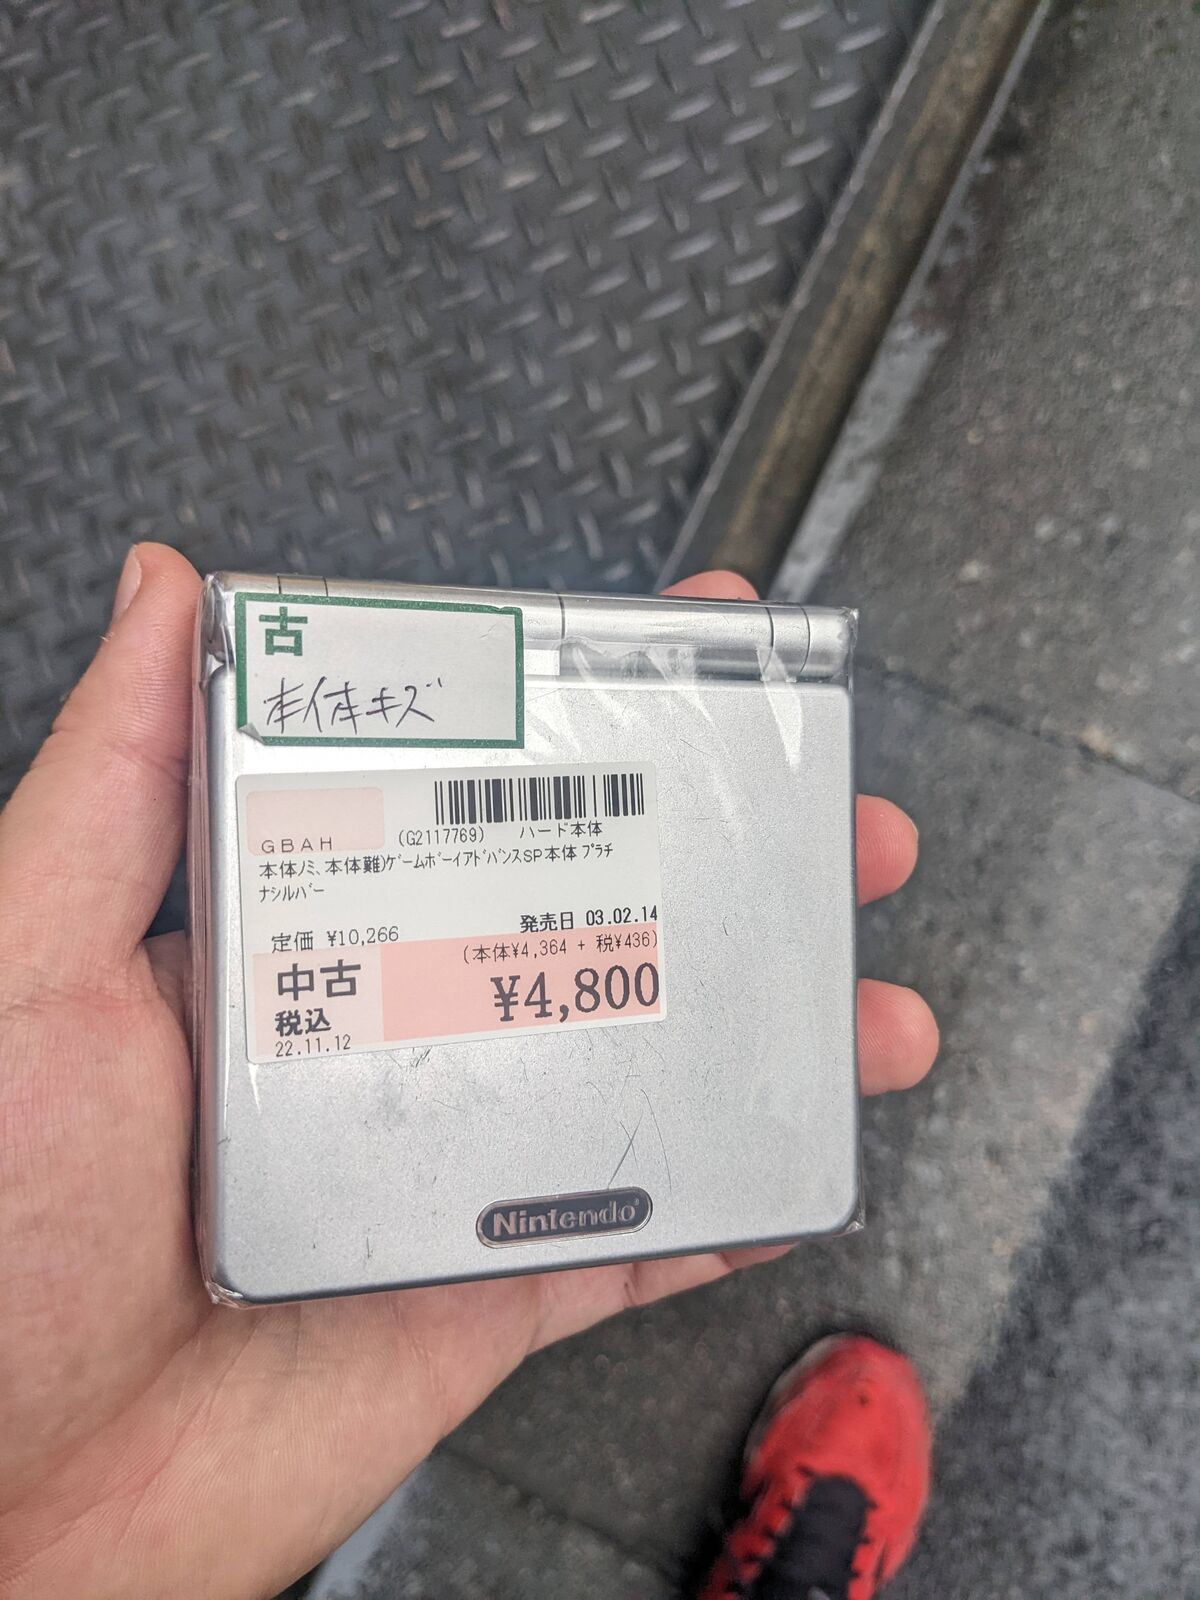 古
本体キズ
GBAH (G2117769) ハード本体
本体ノミ、本体難)ゲームボーイアドバンスSP本体 プラチ
ナシルバー
定価 ¥10,266 発売日 03.02.14
(本体¥4,364 + 税¥436)
中古 ¥4,800
税込
22.11.12
Nintendo